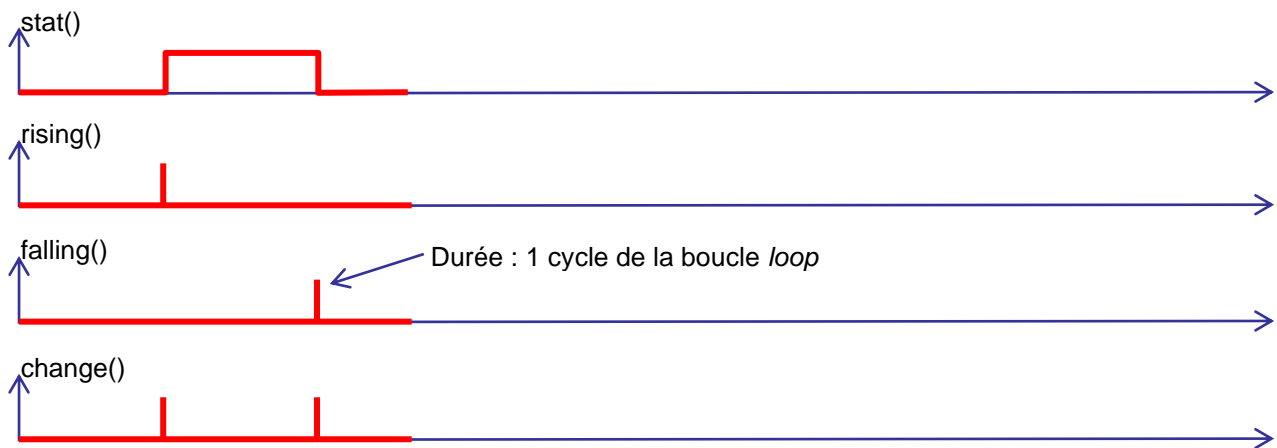 stat()
rising()
falling()
Durée : 1 cycle de la boucle loop
change()